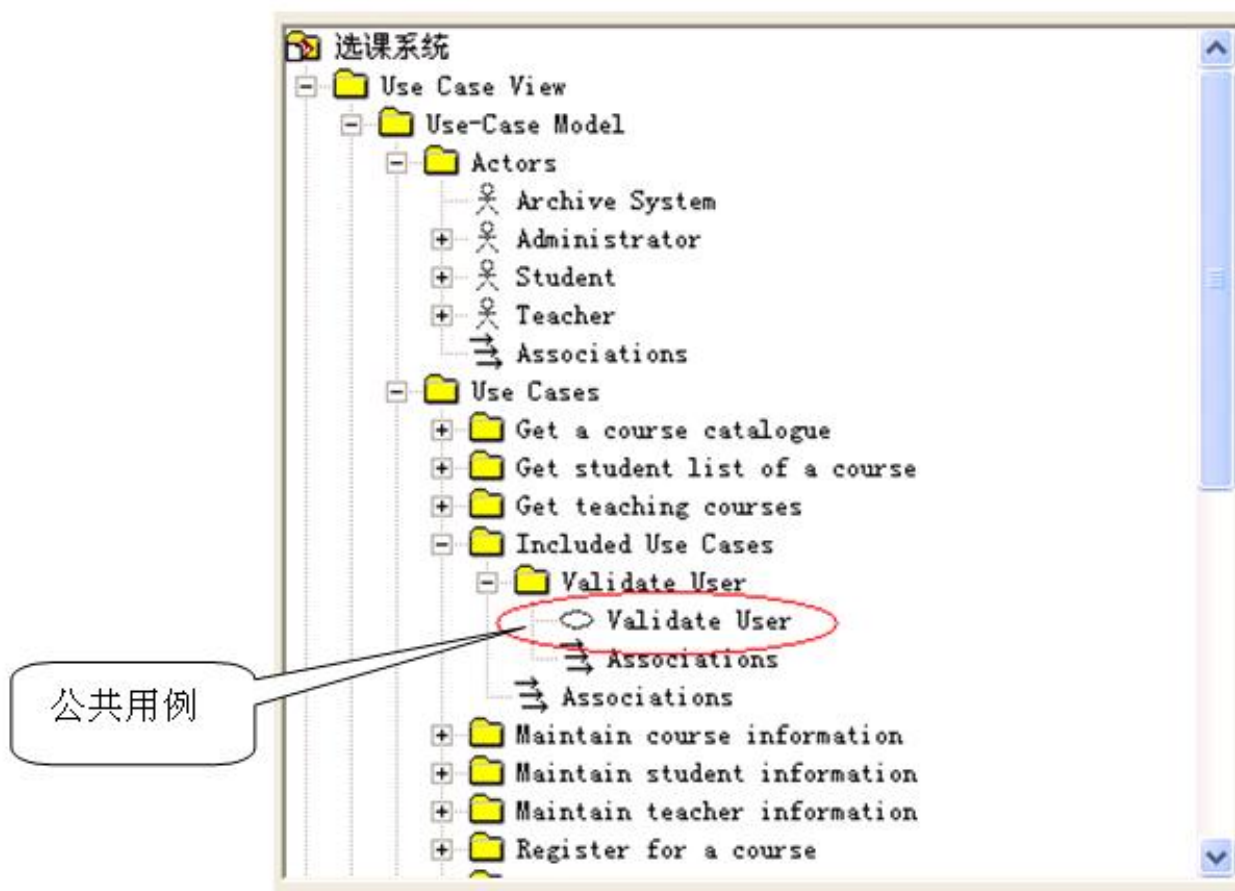 选课系统
Use Case View
Use-Case Model
Actors
Archive System
Administrator
Student
Teacher
Associations
Use Cases
Get a course catalogue
Get student list of a course
Get teaching courses
Included Use Cases
Validate User
Validate User
Associations
Associations
公共用例
Maintain course information
Maintain student information
Maintain teacher information
Register for a course